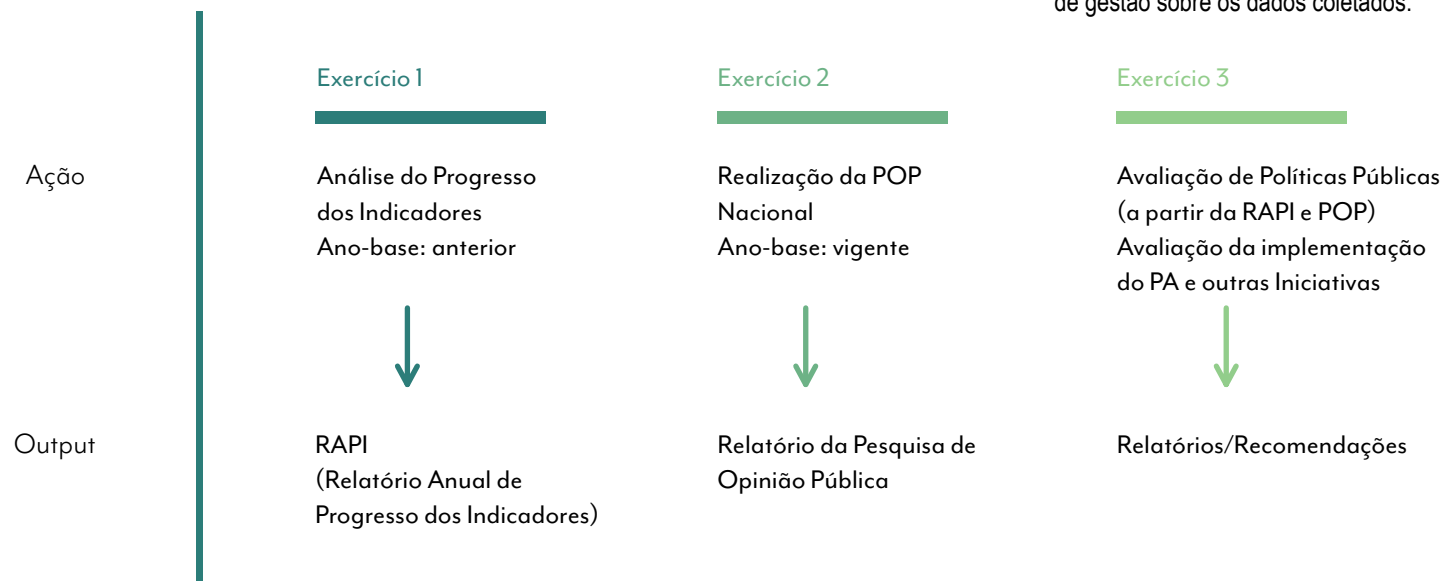 de gestão sobre os dados coletados.
Exercício 1
Exercício 2
Exercício 3
Ação
Análise do Progresso
dos Indicadores
Ano-base: anterior
Realização da POP
Nacional
Ano-base: vigente
Avaliação de Políticas Públicas
(a partir da RAPI e POP)
Avaliação da implementação
do PA e outras Iniciativas
Output
RAPI
(Relatório Anual de
Progresso dos Indicadores)
Relatório da Pesquisa de
Opinião Pública
Relatórios/Recomendações